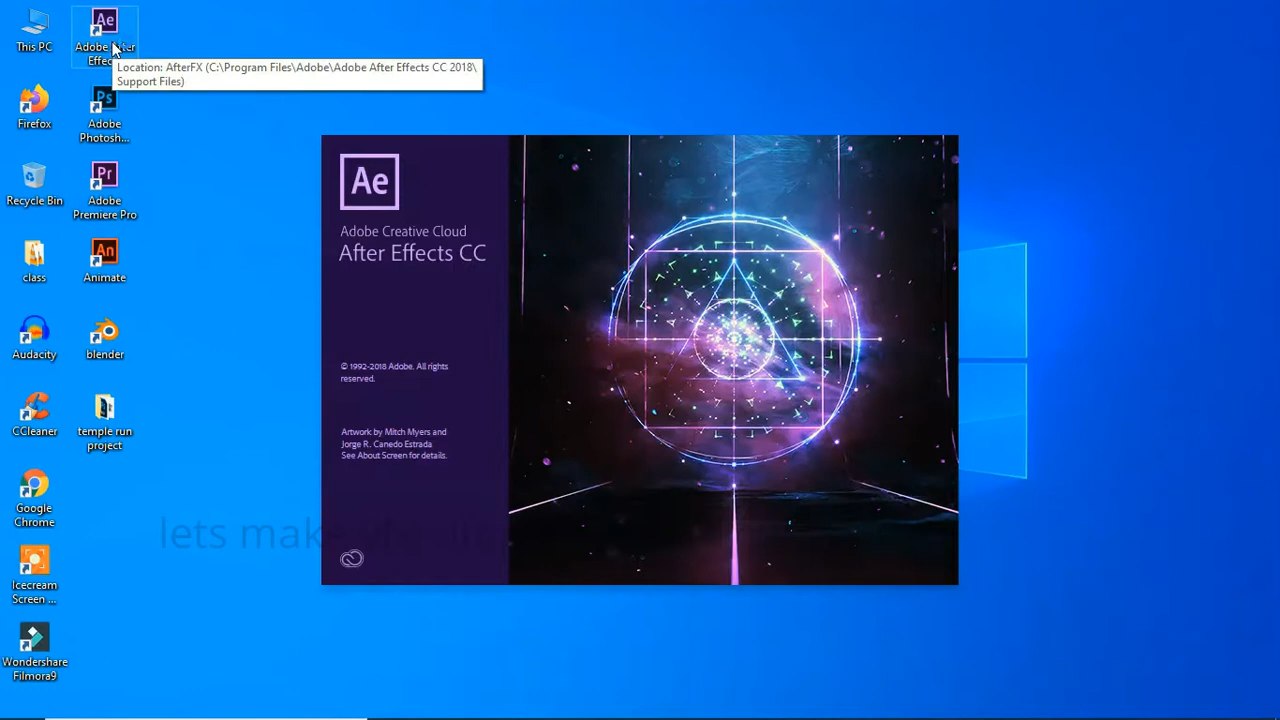 This PC
Adobe After
Effec
Location: AfterFX (C:\Program Files\Adobe\Adobe After Effects CC 2018\
Support Files)
Firefox
Ps
Adobe
Photosh...
Recycle Bin
Pr
Adobe
Premiere Pro
class
An
Animate
Audacity
blender
CCleaner
temple run
project
Google
Chrome
Icecream
Screen ...
Wondershare
Filmora9
Ae
Ae
Adobe Creative Cloud
After Effects CC
© 1992-2018 Adobe. All rights
reserved.
Artwork by Mitch Myers and
Jorge R. Canedo Estrada
See About Screen for details.
lets make